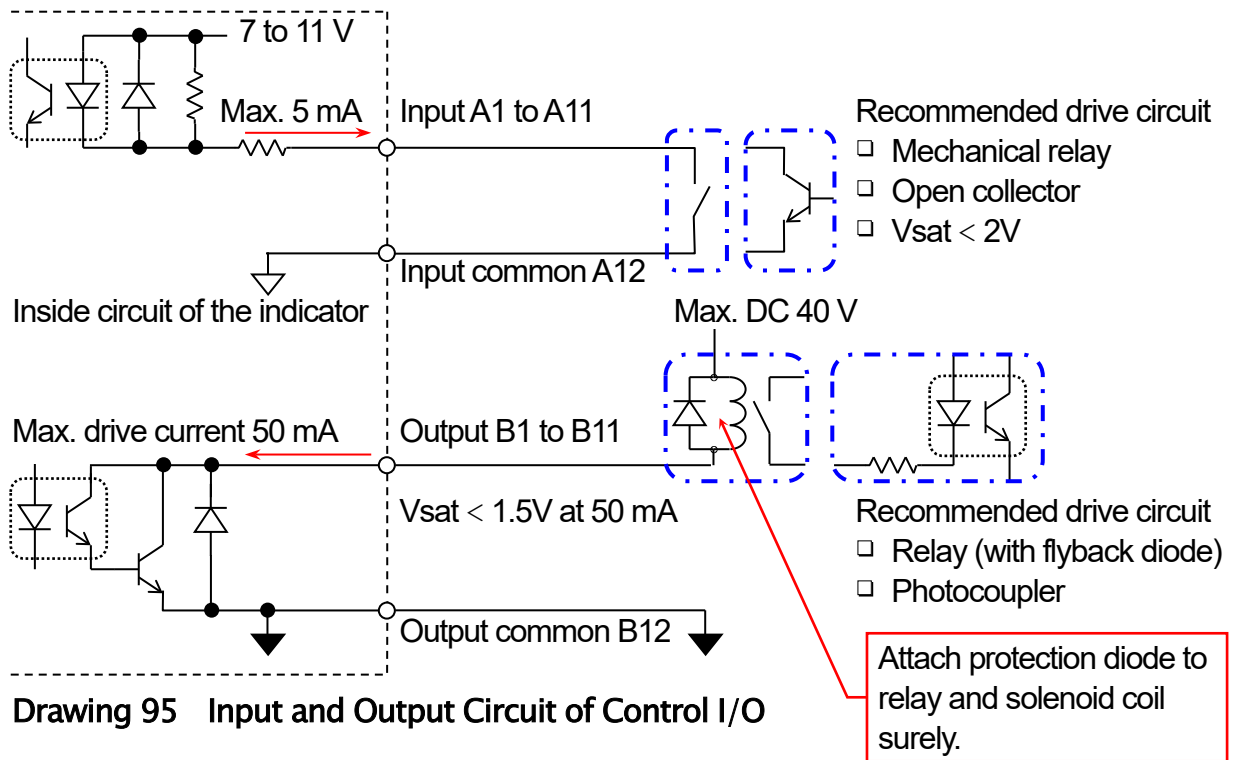 7 to 11 V
Max. 5 mA
Input A1 to A11
Recommended drive circuit
❑ Mechanical relay
❑ Open collector
❑ Vsat < 2V
Input common A12
Inside circuit of the indicator
Max. DC 40 V
Max. drive current 50 mA
Output B1 to B11
Vsat < 1.5V at 50 mA
Recommended drive circuit
❑ Relay (with flyback diode)
❑ Photocoupler
Output common B12
Attach protection diode to
relay and solenoid coil
surely.
Drawing 95 Input and Output Circuit of Control I/O